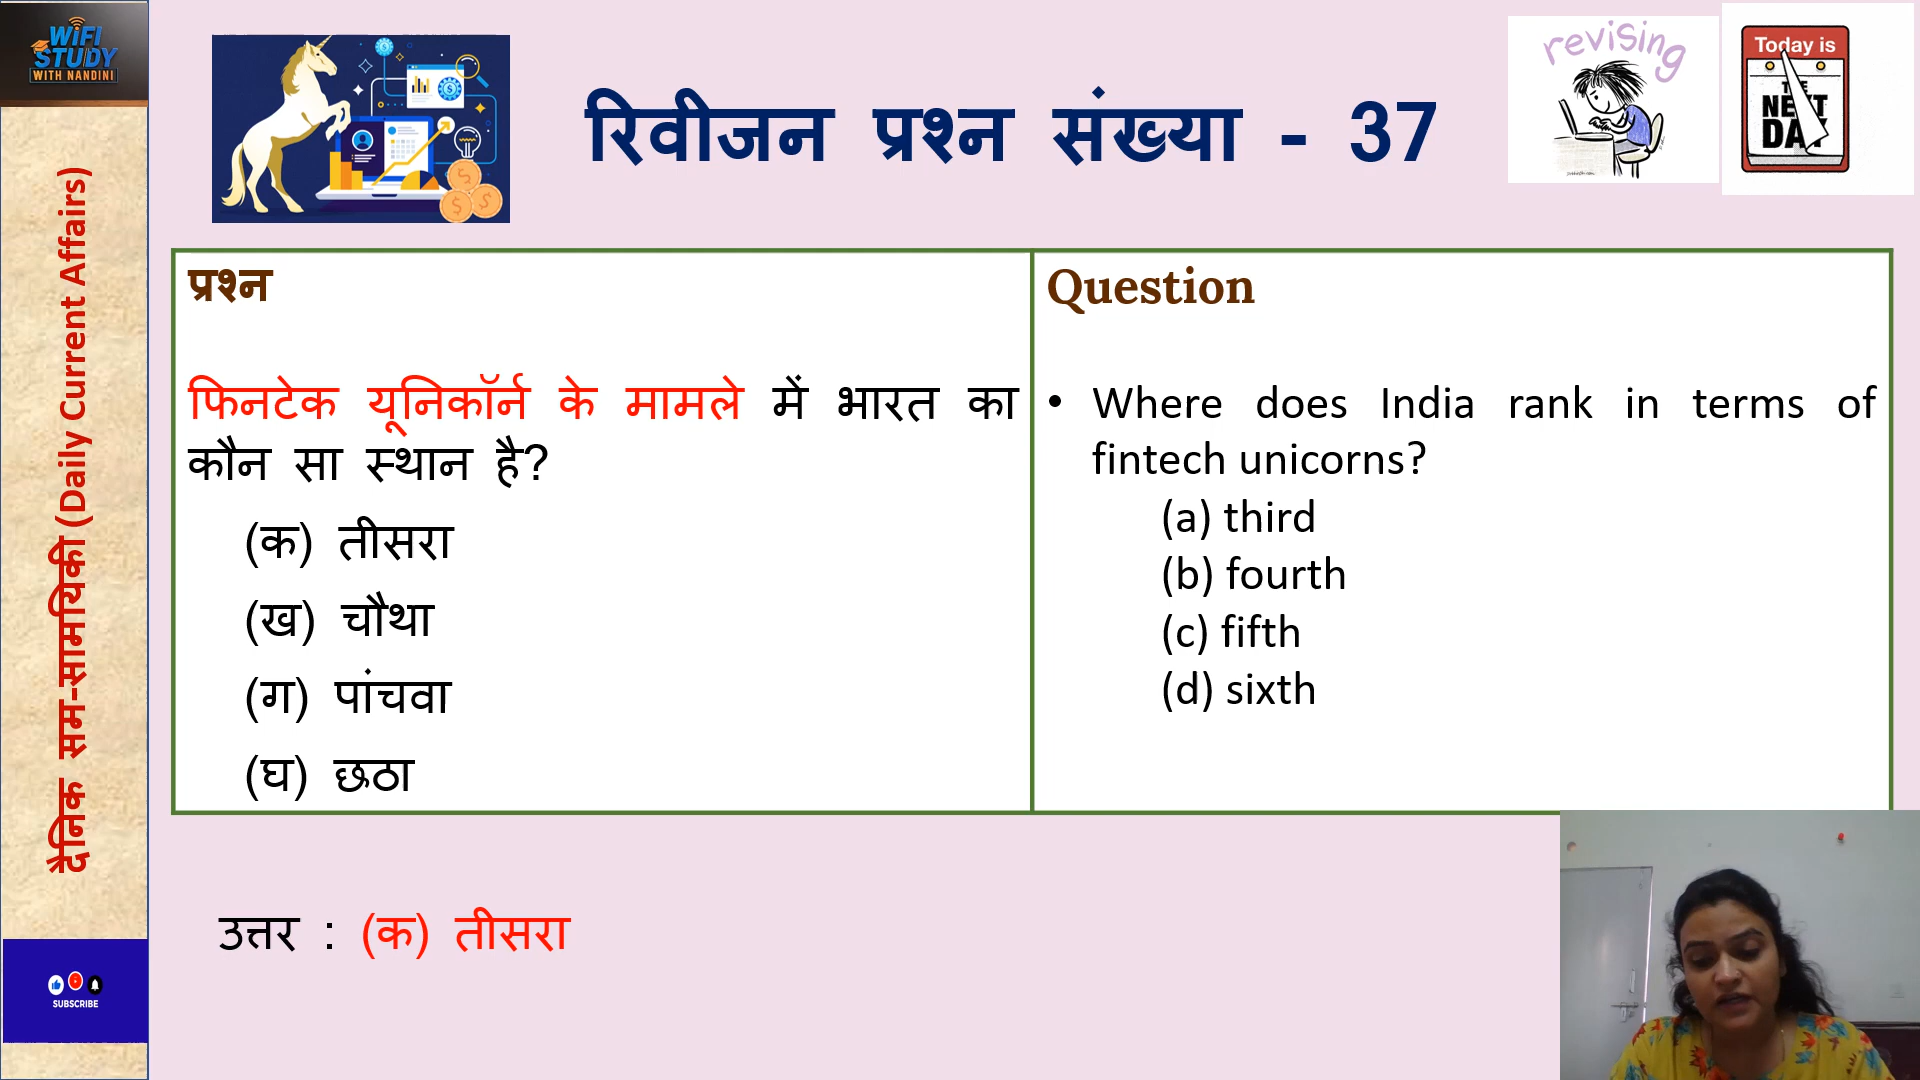 WiFi
STUDY
WITH NANDINI
दैनिक सम-सामयिकी (Daily Current Affairs)
SUBSCRIBE
रिवीजन प्रश्न संख्या - 37
revising
Today is
THE
NEXT
DAY
प्रश्न
फिनटेक यूनिकॉर्न के मामले में भारत का
कौन सा स्थान है?
(क) तीसरा
(ख) चौथा
(ग) पांचवा
(घ) छठा
Question
• Where does India rank in terms of
fintech unicorns?
(a) third
(b) fourth
(c) fifth
(d) sixth
उत्तर : (क) तीसरा